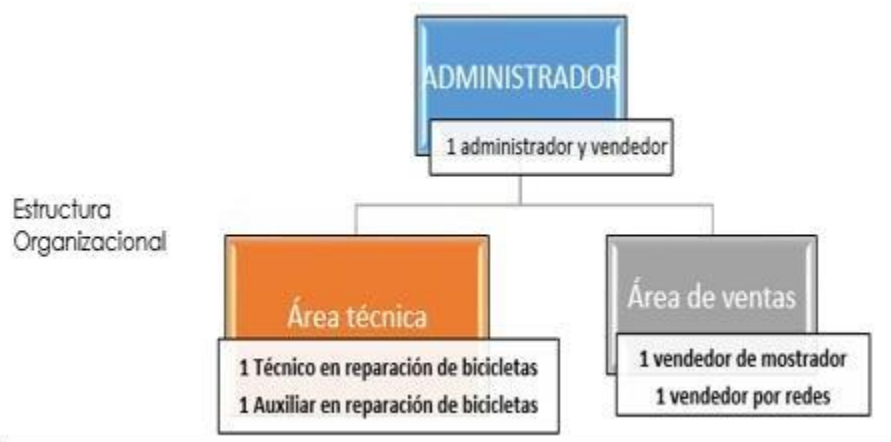 ADMINISTRADOR
1 administrador y vendedor
Estructura
Organizacional
Área técnica
1 Técnico en reparación de bicicletas
1 Auxiliar en reparación de bicicletas
Área de ventas
1 vendedor de mostrador
1 vendedor por redes